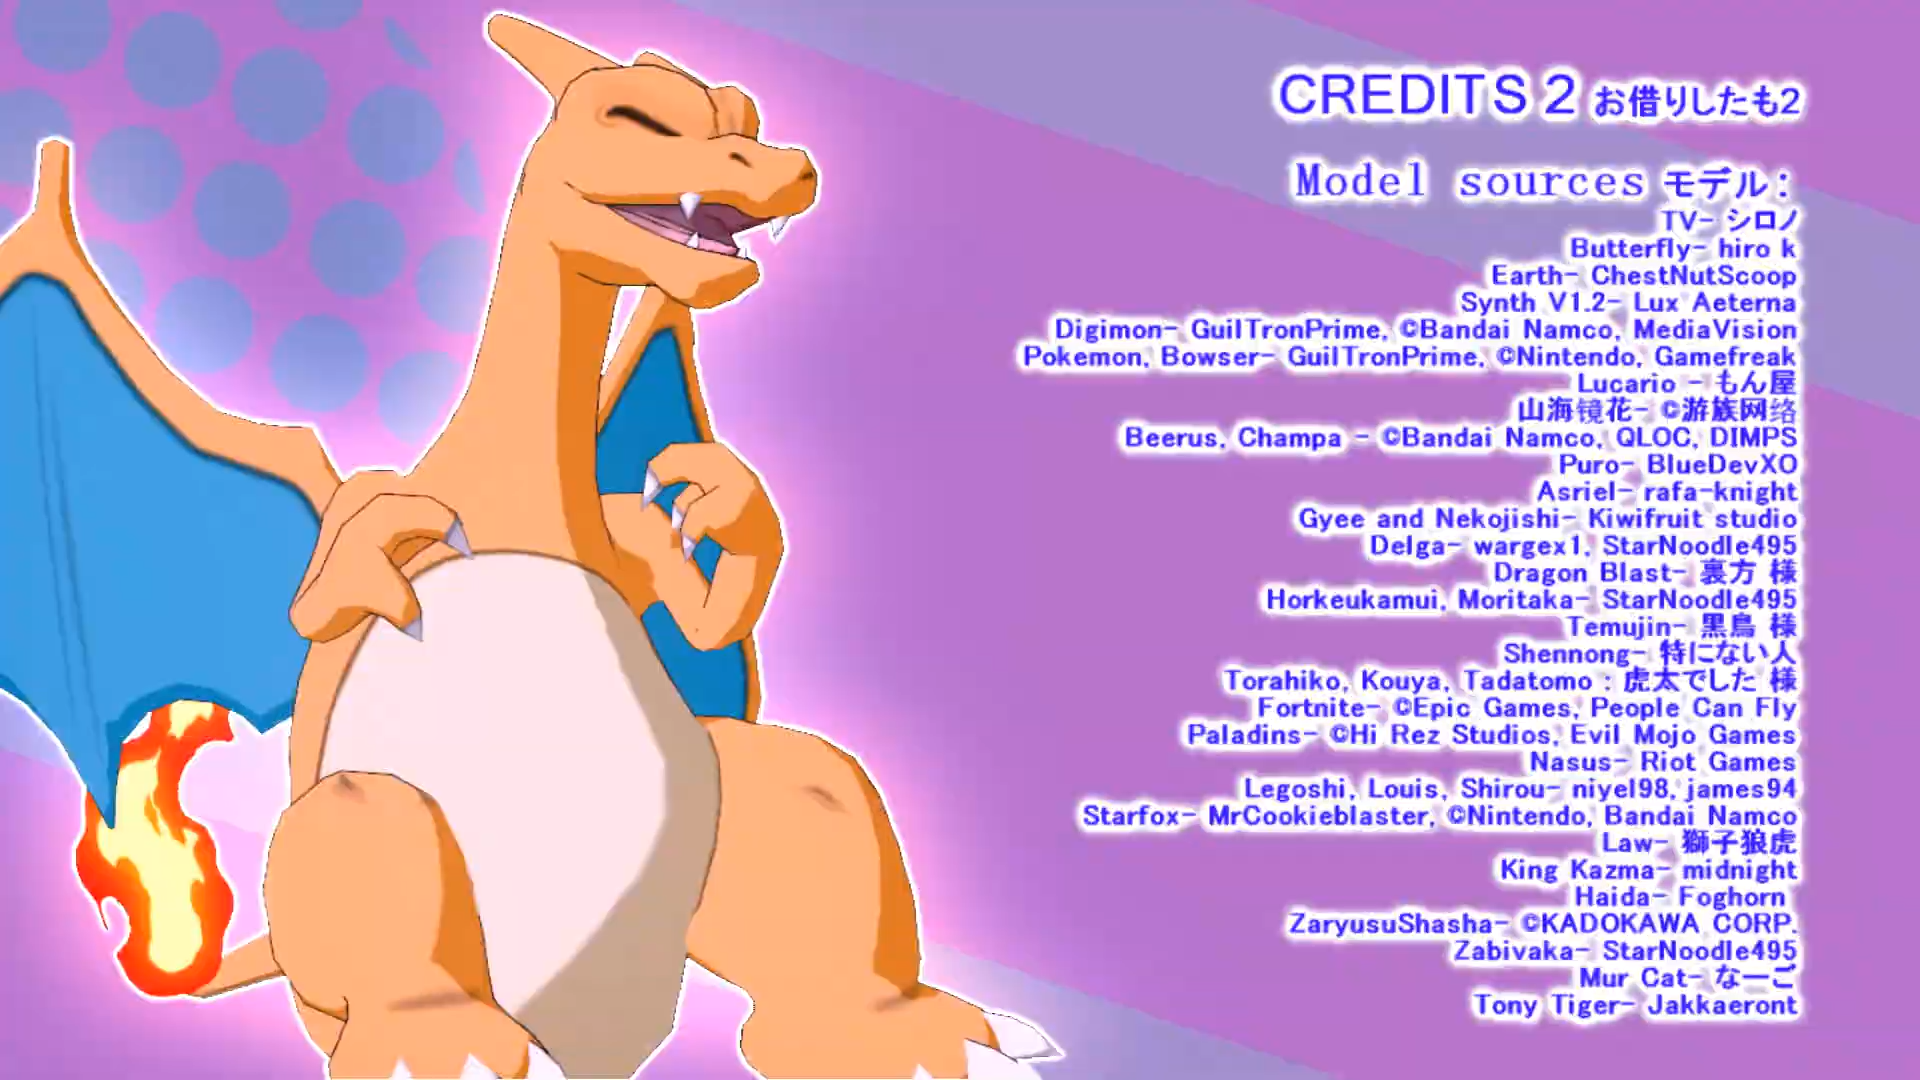 CREDITS 2 お借りしたも2
Model sources モデル：
TV- シロノ
Butterfly- hiro k
Earth- ChestNutScoop
Synth V1.2- Lux Aeterna
Digimon- GuilTronPrime, ©Bandai Namco, MediaVision
Pokemon, Bowser- GuilTronPrime, ©Nintendo, Gamefreak
Lucario - もん屋
山海镜花- ©游族网络
Beerus, Champa - ©Bandai Namco, QLOC, DIMPS
Puro- BlueDevXO
Asriel- rafa-knight
Gyee and Nekojishi- Kiwifruit studio
Delga- wargex1, StarNoodle495
Dragon Blast- 裏方 様
Horkeukamui, Moritaka- StarNoodle495
Temujin- 黒鳥 様
Shennong- 特にない人
Torahiko, Kouya, Tadatomo : 虎太でした 様
Fortnite- ©Epic Games, People Can Fly
Paladins- ©Hi Rez Studios, Evil Mojo Games
Nasus- Riot Games
Legoshi, Louis, Shirou- niyel98, james94
Starfox- MrCookieblaster, ©Nintendo, Bandai Namco
Law- 獅子狼虎
King Kazma- midnight
Haida- Foghorn
ZaryusuShasha- ©KADOKAWA CORP.
Zabivaka- StarNoodle495
Mur Cat- なーご
Tony Tiger- Jakkaeront